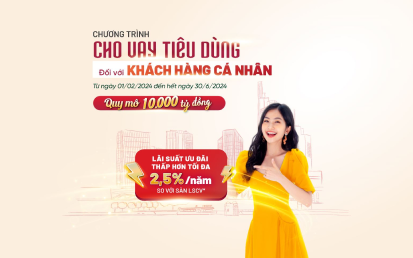 CHƯƠNG TRÌNH
CHO VAY TIÊU DÙNG
Đối với KHÁCH HÀNG CÁ NHÂN
Từ ngày 01/02/2024 đến hết ngày 30/6/2024
Quy mô 10.000 tỷ đồng
LÃI SUẤT ƯU ĐÃI
THẤP HƠN TỐI ĐA
2,5%/năm
SO VỚI SÀN LSCV*